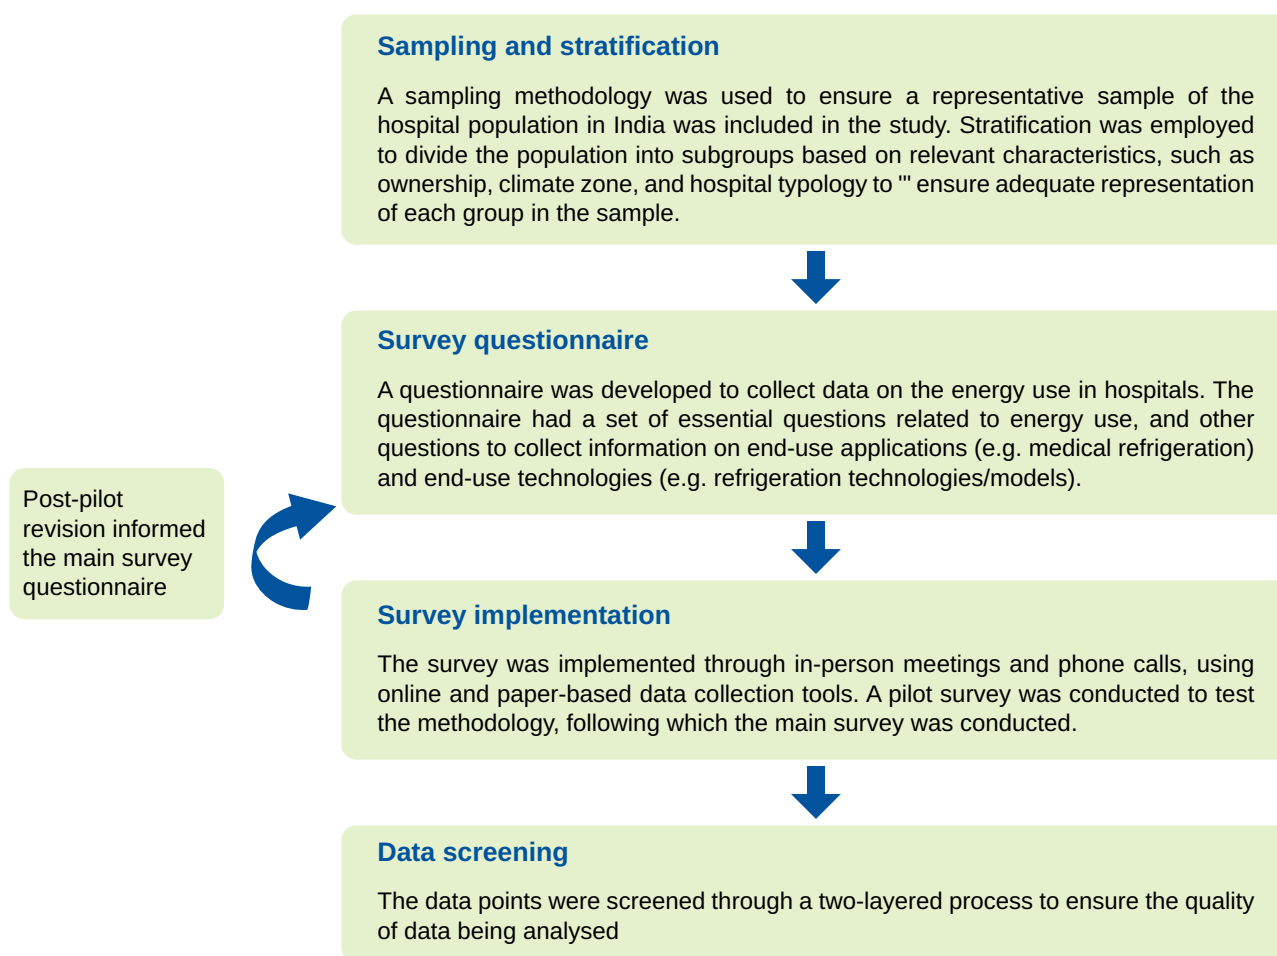 Sampling and stratification
A sampling methodology was used to ensure a representative sample of the
hospital population in India was included in the study. Stratification was employed
to divide the population into subgroups based on relevant characteristics, such as
ownership, climate zone, and hospital typology to '" ensure adequate representation
of each group in the sample.
Survey questionnaire
A questionnaire was developed to collect data on the energy use in hospitals. The
questionnaire had a set of essential questions related to energy use, and other
questions to collect information on end-use applications (e.g. medical refrigeration)
and end-use technologies (e.g. refrigeration technologies/models).
Post-pilot
revision informed
the main survey
questionnaire
Survey implementation
The survey was implemented through in-person meetings and phone calls, using
online and paper-based data collection tools. A pilot survey was conducted to test
the methodology, following which the main survey was conducted.
Data screening
The data points were screened through a two-layered process to ensure the quality
of data being analysed